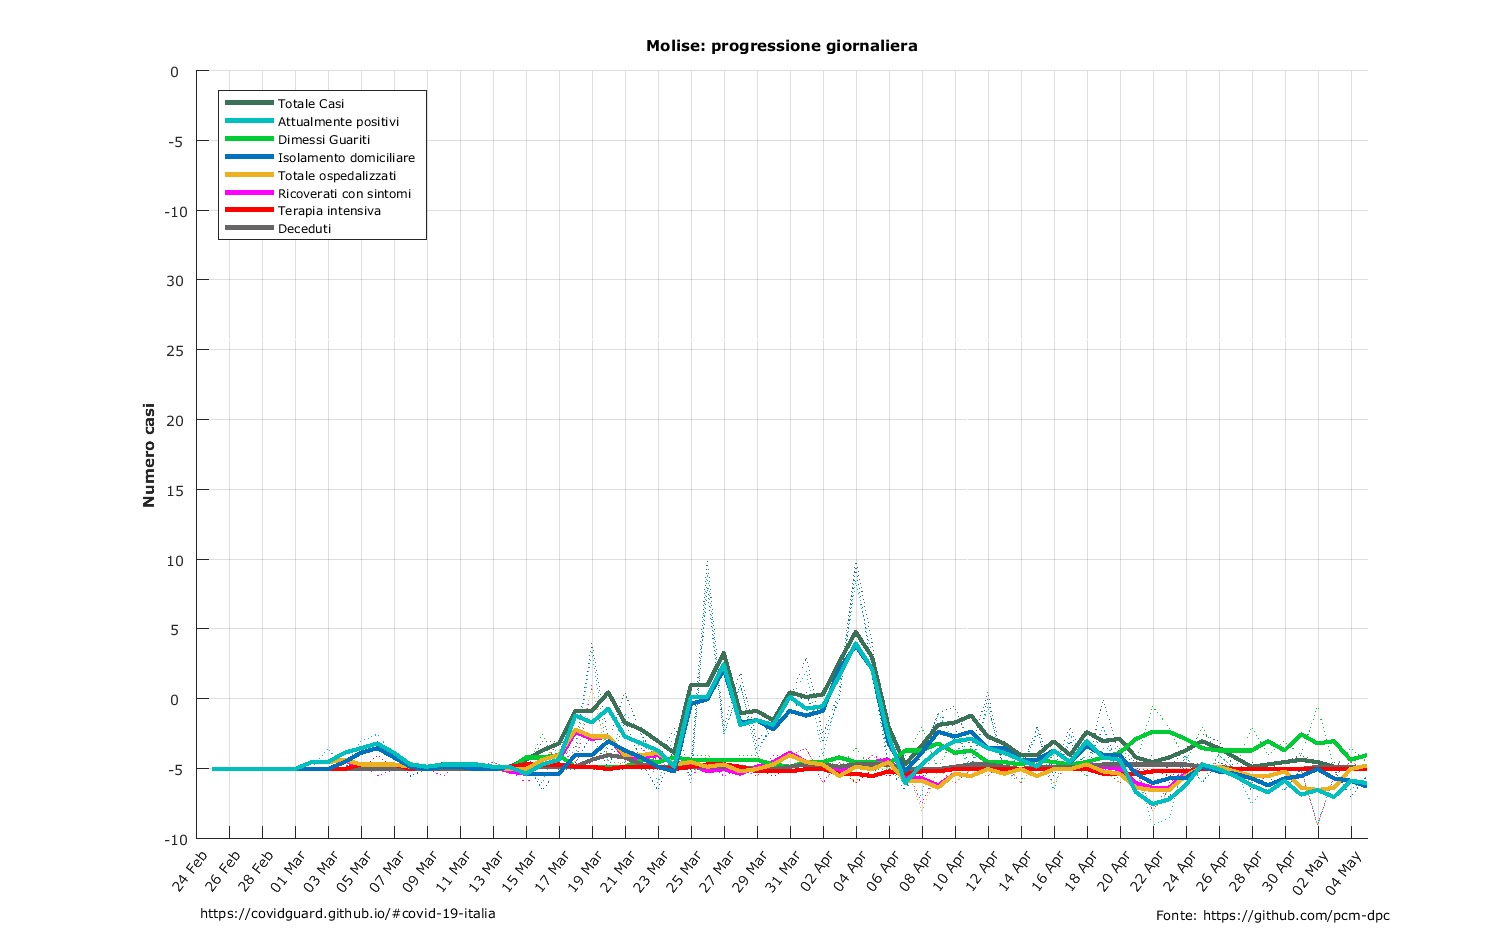 Molise: progressione giornaliera
0
-5
-10
30
25
20
15
10
5
0
-5
-10
Numero casi
Totale Casi
Attualmente positivi
Dimessi Guariti
Isolamento domiciliare
Totale ospedalizzati
Ricoverati con sintomi
Terapia intensiva
Deceduti
24 Feb
26 Feb
28 Feb
01 Mar
03 Mar
05 Mar
07 Mar
09 Mar
11 Mar
13 Mar
15 Mar
17 Mar
19 Mar
21 Mar
23 Mar
25 Mar
27 Mar
29 Mar
31 Mar
02 Apr
04 Apr
06 Apr
08 Apr
10 Apr
12 Apr
14 Apr
16 Apr
18 Apr
20 Apr
22 Apr
24 Apr
26 Apr
28 Apr
30 Apr
02 May
04 May
https://covidguard.github.io/#covid-19-italia
Fonte: https://github.com/pcm-dpc